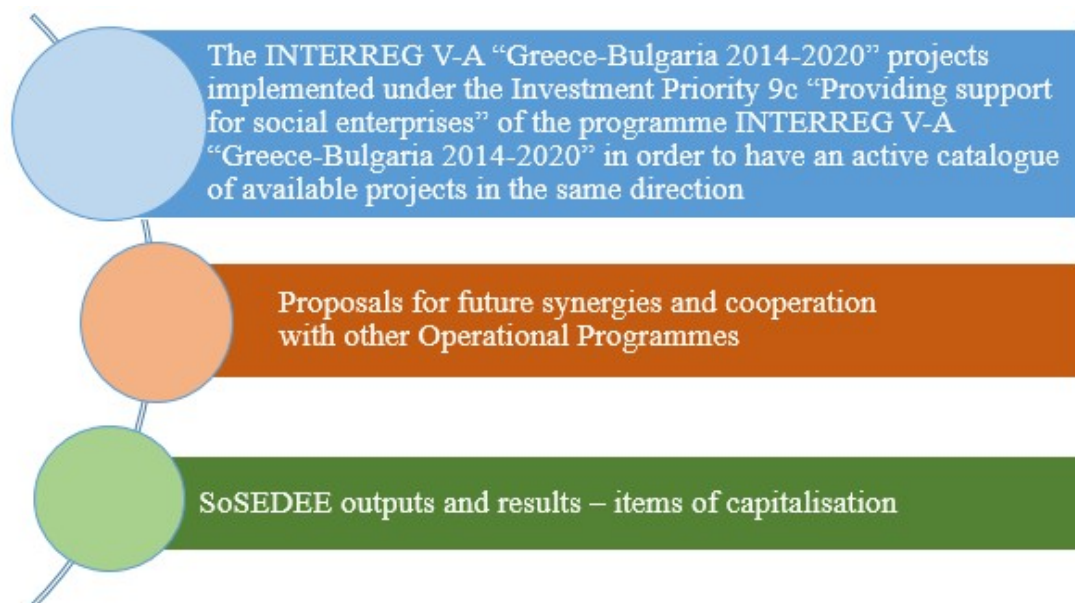 The INTERREG V-A “Greece-Bulgaria 2014-2020” projects
implemented under the Investment Priority 9c “Providing support
for social enterprises” of the programme INTERREG V-A
“Greece-Bulgaria 2014-2020” in order to have an active catalogue
of available projects in the same direction
Proposals for future synergies and cooperation
with other Operational Programmes
SoSEDEE outputs and results – items of capitalisation